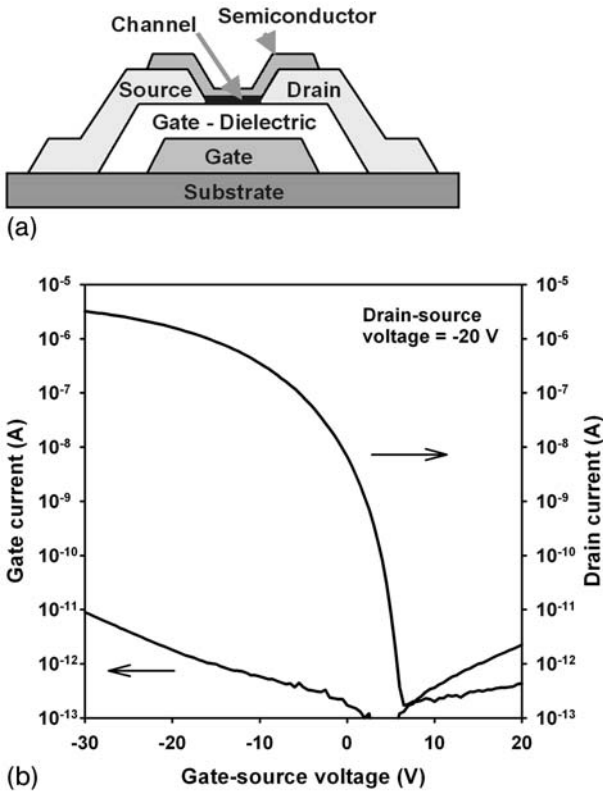 Channel
Semiconductor
Source
Drain
Gate - Dielectric
Gate
Substrate
(a)
10-5
10-6
10-7
10-8
10-9
10-10
10-11
10-12
10-13
Gate current (A)
Drain-source
voltage = -20 V
10-5
10-6
10-7
10-8
10-9
10-10
10-11
10-12
10-13
Drain current (A)
-30 -20 -10 0 10 20
(b)
Gate-source voltage (V)